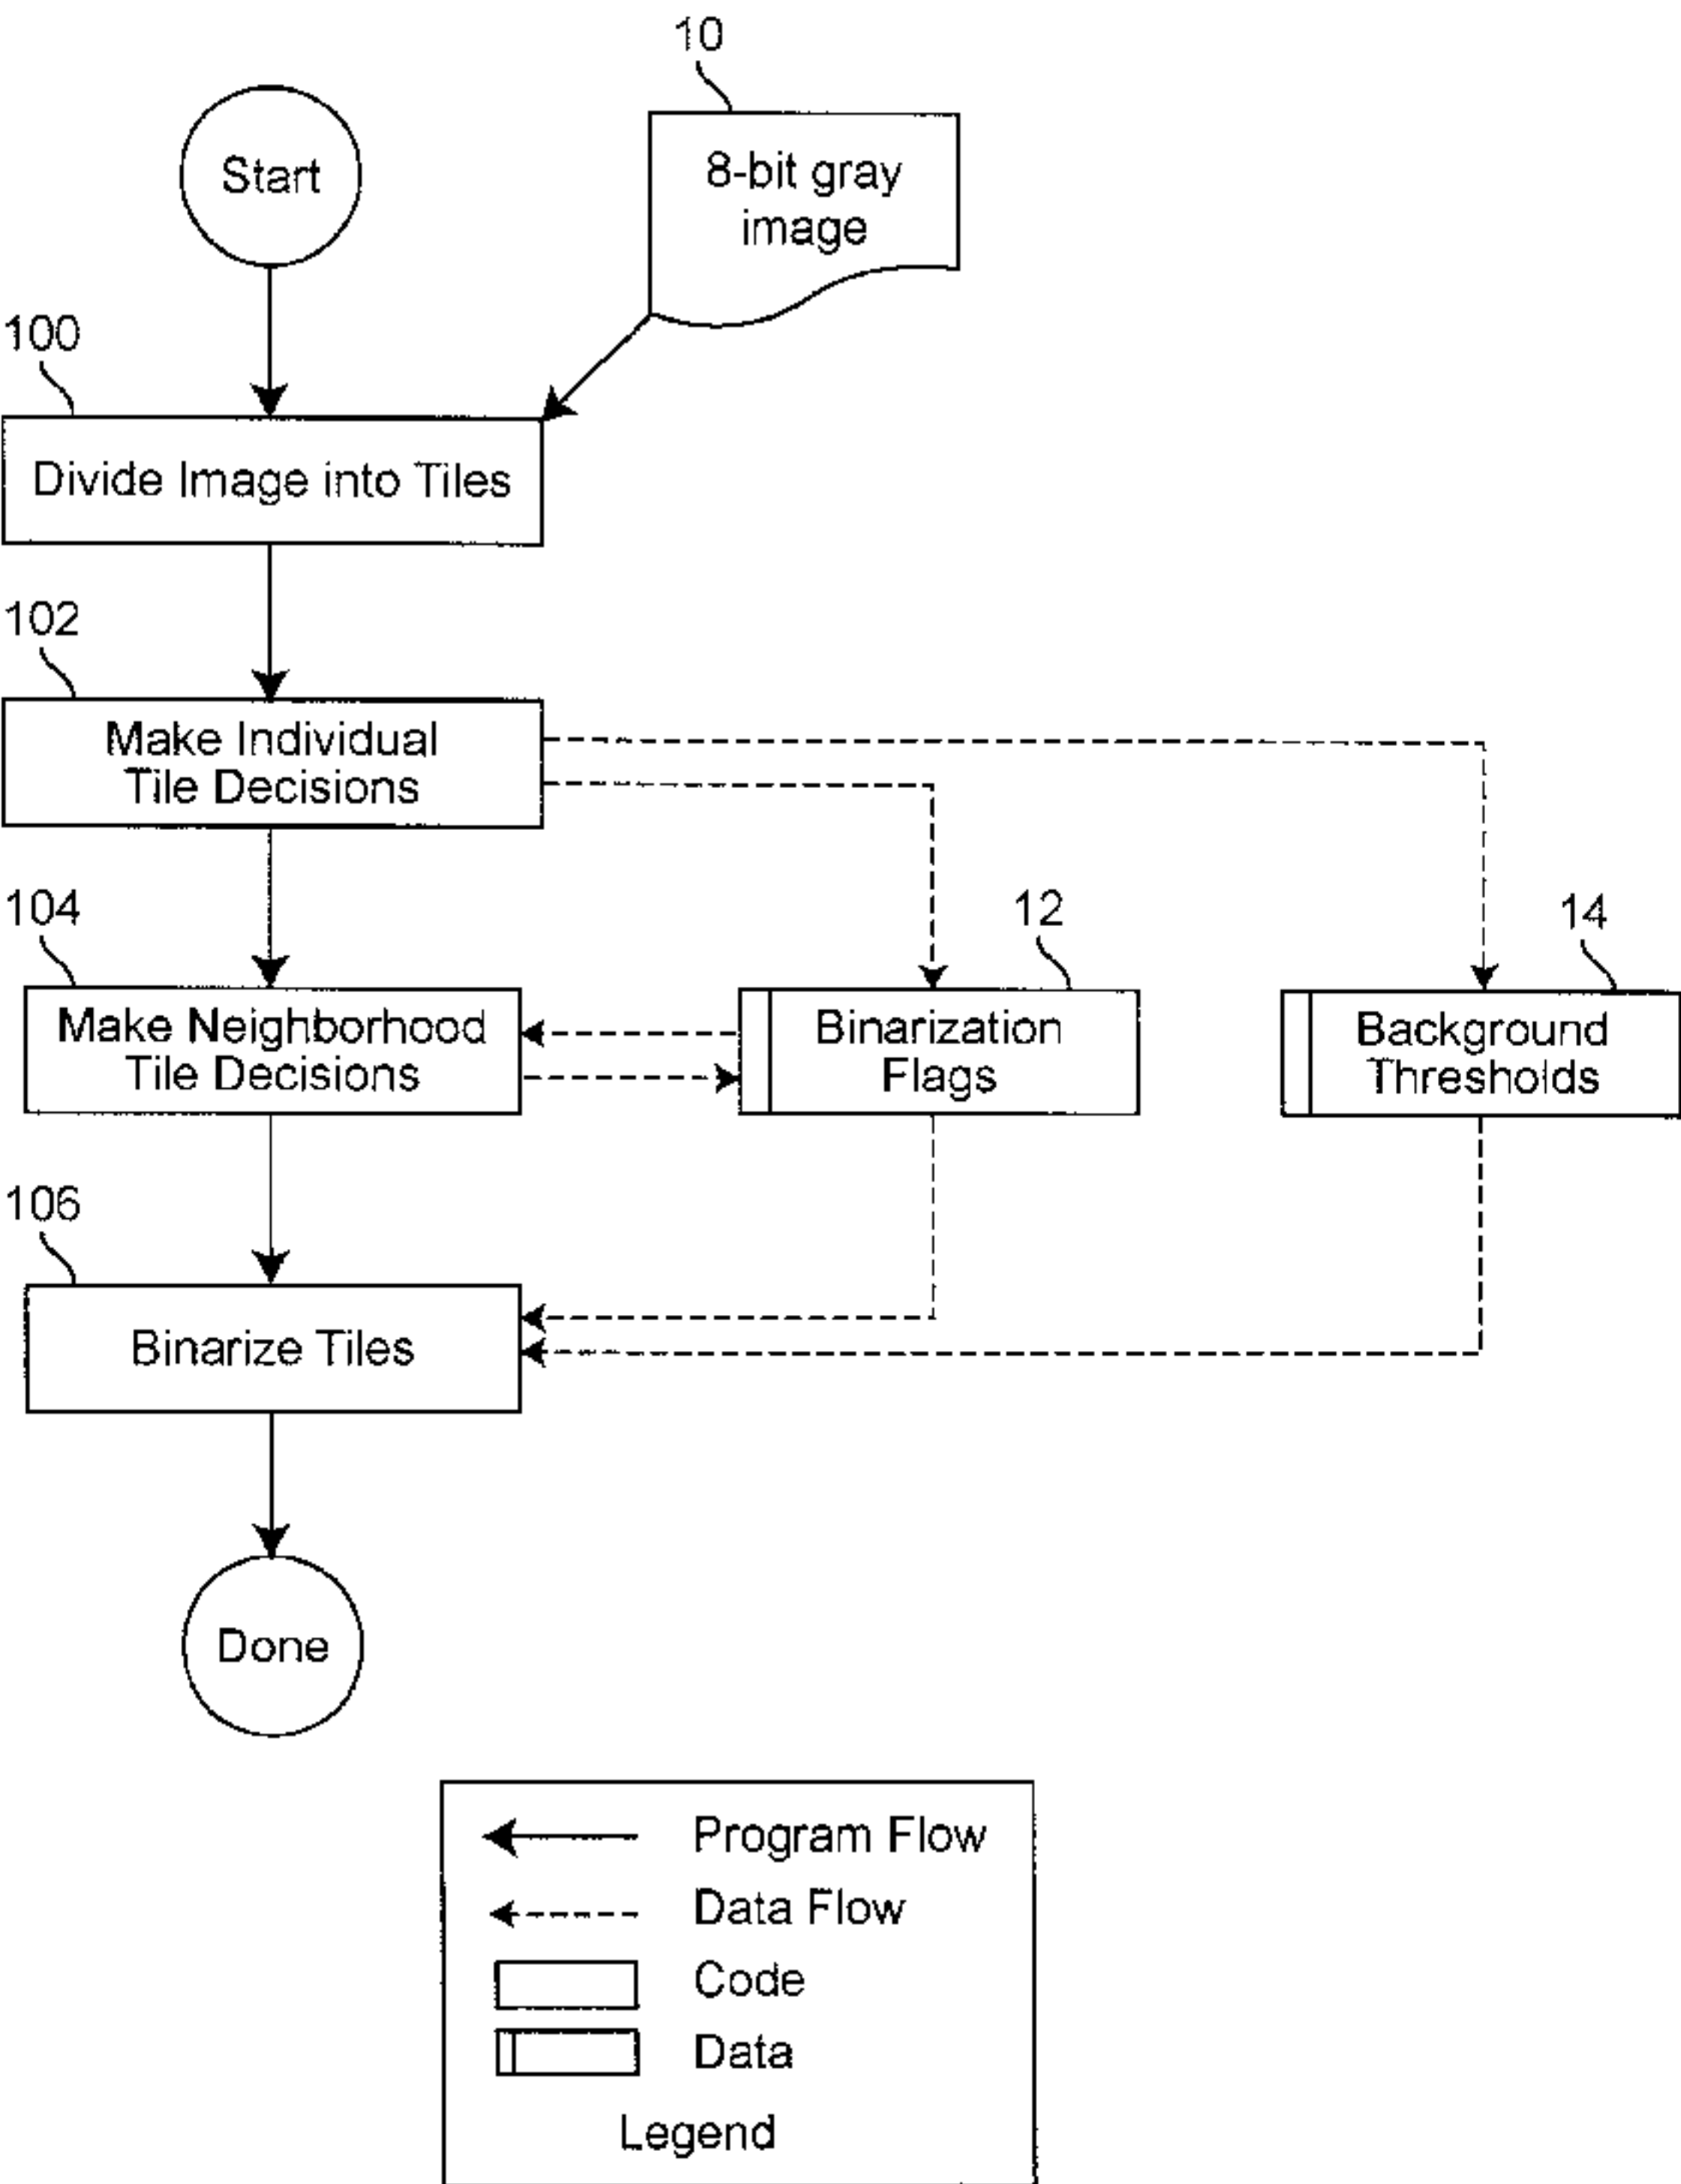 10
Start
8-bit gray
image
100
Divide Image into Tiles
102
Make Individual
Tile Decisions
104
12
14
Make Neighborhood
Tile Decisions
Binarization
Flags
Background
Thresholds
106
Binarize Tiles
Done
Program Flow
Data Flow
Code
Data
Legend